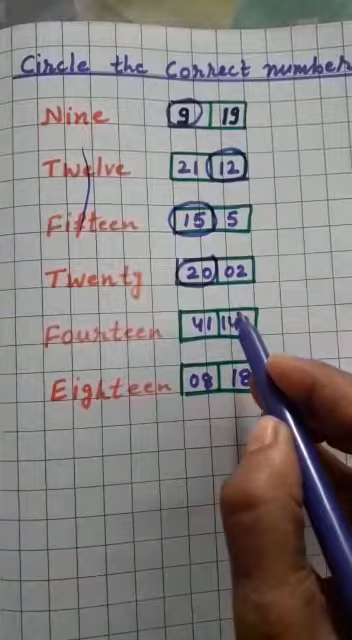 Circle the Correct number
Nine 9 19
Twelve 21 12
Fifteen 15 5
Twenty 20 02
Fourteen 41 14
Eighteen 08 18